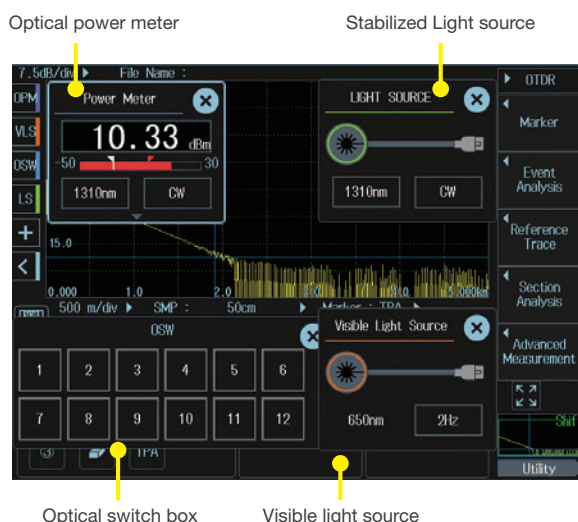 Optical power meter
Stabilized Light source
7.5dB/div ▶ File Name :
OPM
VLS
OSW
LS
Power Meter
10.33 dBm
-50 30
1310nm CW
LIGHT SOURCE
1310nm CW
OTDR
Marker
Event
Analysis
Reference
Trace
Section
Analysis
Advanced
Measurement
15.0
0.000 1 2.0
500 m/div ▶ SMP : 50cm ▶ Marker : TPA ▶
OSW
1 2 3 4 5 6
7 8 9 10 11 12
Visible Light Source
650nm 2Hz
③ TPA
Shif
Utility
Optical switch box
Visible light source